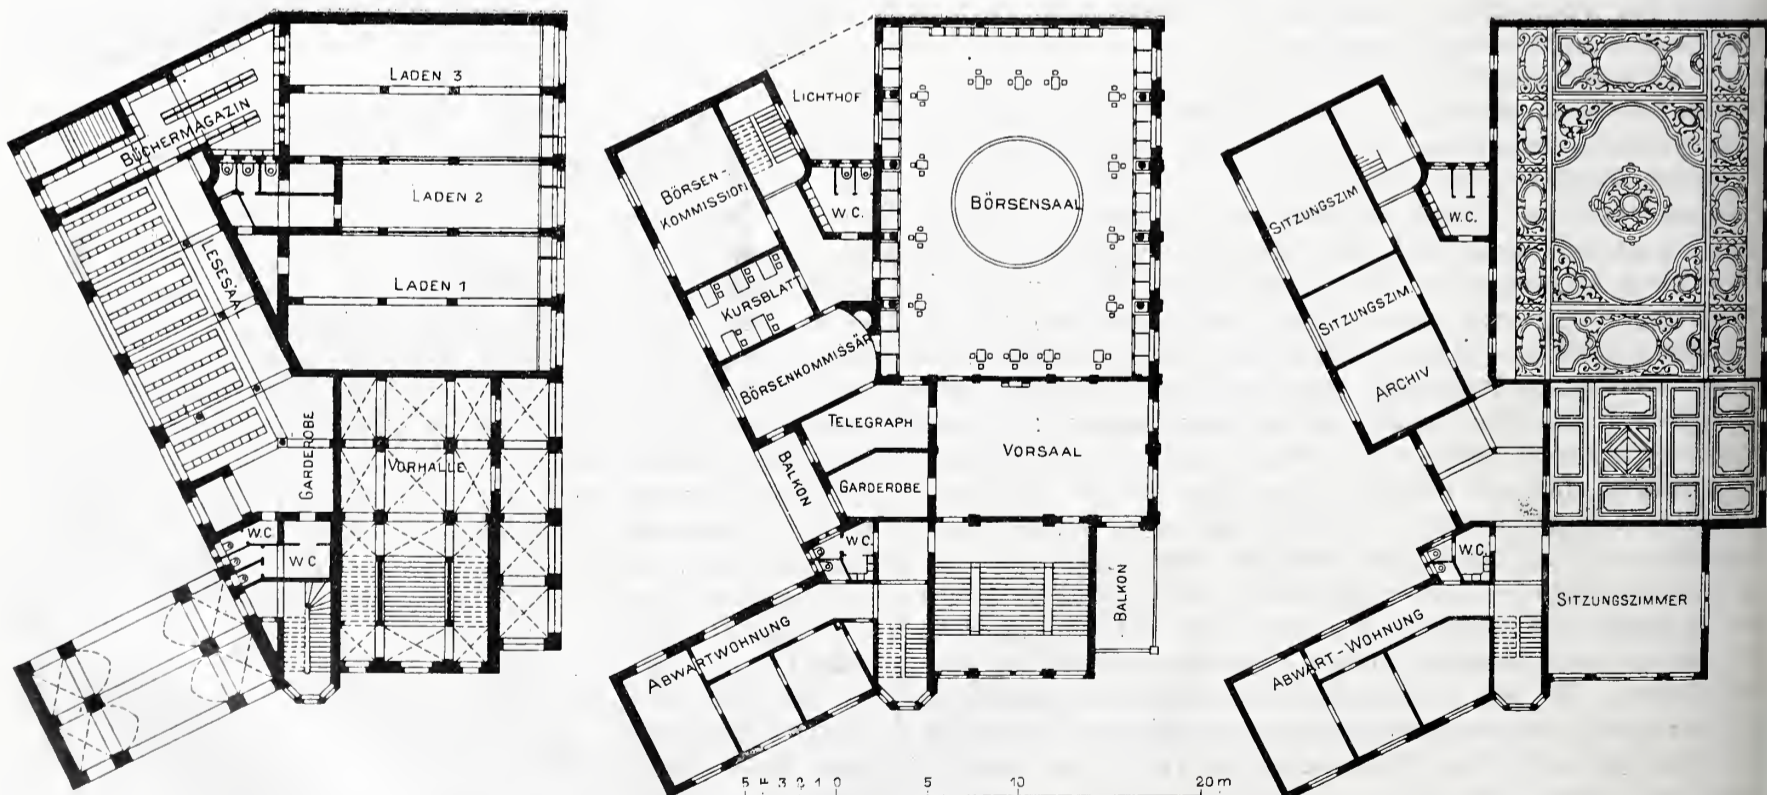 LADEN 3
BÜCHERMAGAZIN
LADEN 2
LESESAA
LADEN 1
GARDEROBE
VORHALLE
W.C.
W C
LICHTHOF
BÖRSEN-
KOMMISSION
W.C.
BÖRSENSAAL
KURSBLATT
BÖRSENKOMMISSÄR
TELEGRAPH
VORSAAL
BALKON
GARDEROBE
W.C.
BALKON
ABWARTWOHNUNG
SITZUNGSZIM
W.C.
SITZUNGSZIM.
ARCHIV
W.C.
SITZUNGSZIMMER
ABWART-WOHNUNG
5 4 3 2 1 0 5 10 20 m